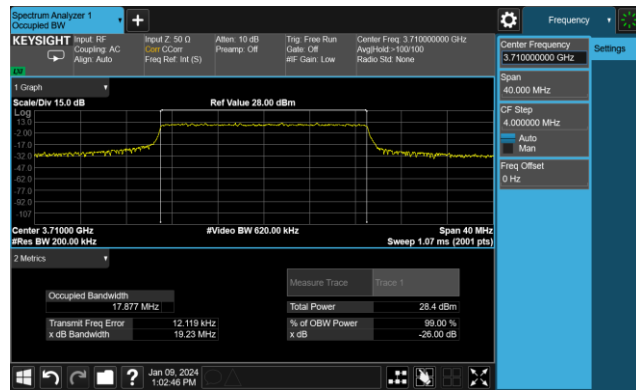 Spectrum Analyzer 1
Occupied BW
+
Frequency
KEYSIGHT Input: RF
Coupling: AC
Align: Auto
Input Z: 50 Ω
Corr CCorr
Freq Ref: Int (S)
Atten: 10 dB
Preamp: Off
Trig: Free Run
Gate: Off
#IF Gain: Low
Center Freq: 3.710000000 GHz
Avg|Hold:>100/100
Radio Std: None
Center Frequency
3.710000000 GHz
Settings
Span
40.000 MHz
CF Step
4.000000 MHz
Auto
Man
Freq Offset
0 Hz
1 Graph
Scale/Div 15.0 dB
Ref Value 28.00 dBm
Log
13.0
-2.00
-17.0
-32.0
-47.0
-62.0
-77.0
-92.0
-107
Center 3.71000 GHz
#Video BW 620.00 kHz
Span 40 MHz
#Res BW 200.00 kHz
Sweep 1.07 ms (2001 pts)
2 Metrics
Measure Trace
Trace 1
Occupied Bandwidth
17.877 MHz
Total Power
28.4 dBm
Transmit Freq Error
12.119 kHz
% of OBW Power
99.00 %
x dB Bandwidth
19.23 MHz
x dB
-26.00 dB
?
Jan 09, 2024
1:02:46 PM